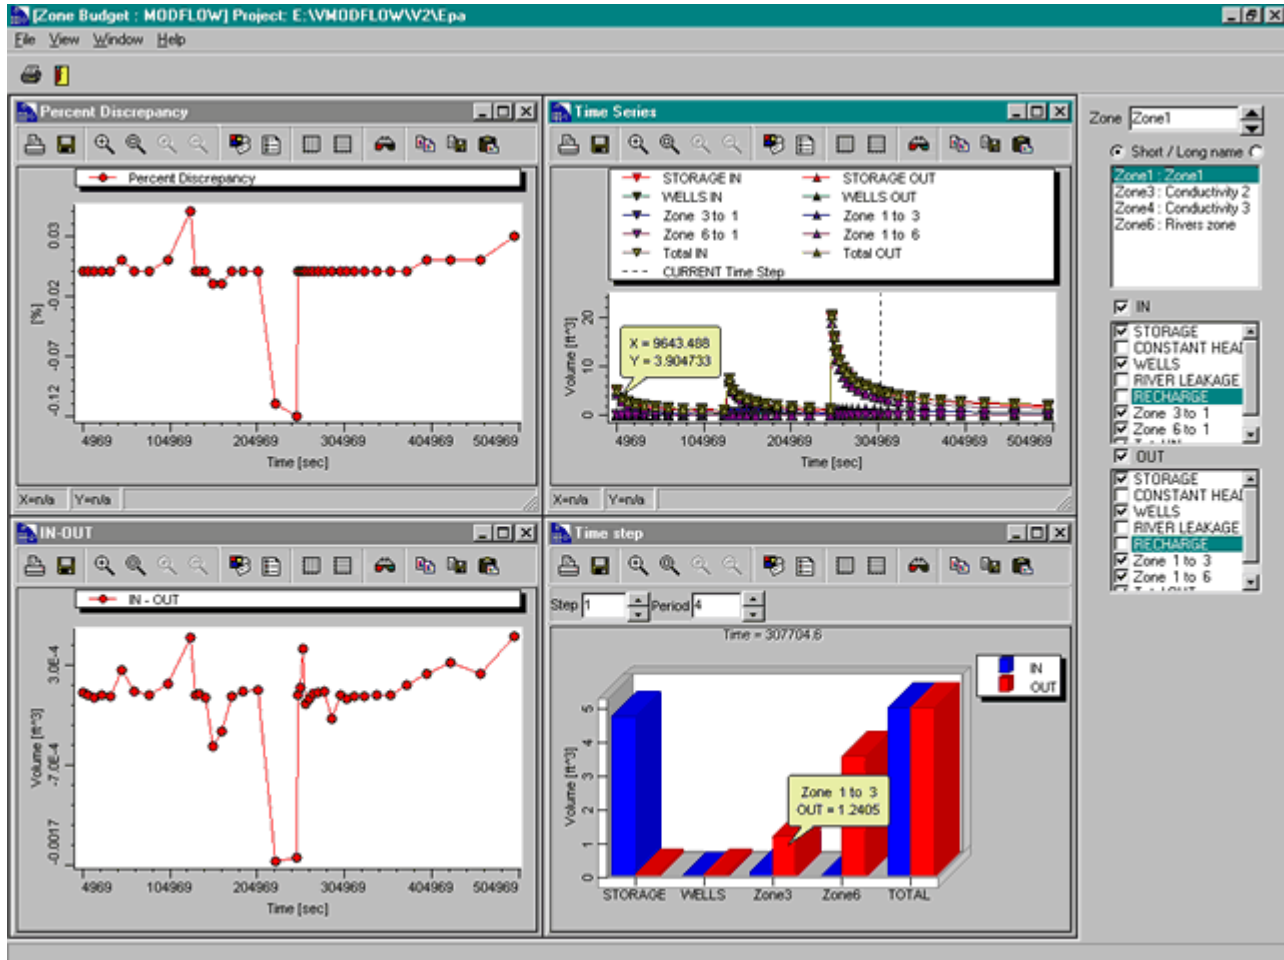 [Zone Budget : MODFLOW] Project: E:\VMODFLOW\V2\Epa
File View Window Help
Percent Discrepancy
Percent Discrepancy
0.03
-0.02
-0.07
-0.12
[%]
4969 104969 204969 304969 404969 504969
Time [sec]
X=n/a Y=n/a
Time Series
STORAGE IN STORAGE OUT
WELLS IN WELLS OUT
Zone 3 to 1 Zone 1 to 3
Zone 6 to 1 Zone 1 to 6
Total IN Total OUT
CURRENT Time Step
Volume [ft^3]
20
10
0
X = 9643.488
Y = 3.904733
4969 104969 204969 304969 404969 504969
Time [sec]
X=n/a Y=n/a
Zone Zone1
Short / Long name
Zone1 : Zone1
Zone3 : Conductivity 2
Zone4 : Conductivity 3
Zone6 : Rivers zone
IN
STORAGE
CONSTANT HEA
WELLS
RIVER LEAKAGE
RECHARGE
Zone 3 to 1
Zone 6 to 1
OUT
STORAGE
CONSTANT HEA
WELLS
RIVER LEAKAGE
RECHARGE
Zone 1 to 3
Zone 1 to 6
IN-OUT
IN - OUT
Volume [ft^3]
3.0E-4
-7.0E-4
-0.0017
4969 104969 204969 304969 404969 504969
Time [sec]
Time step
Step 1 Period 4
Time = 307704.6
IN
OUT
Volume [ft^3]
5
4
3
2
1
0
Zone 1 to 3
OUT = 1.2405
STORAGE WELLS Zone3 Zone6 TOTAL